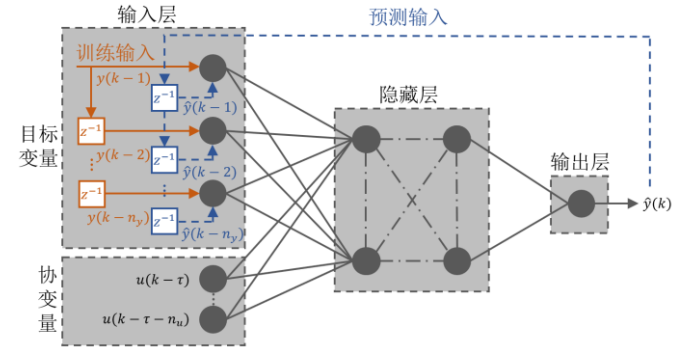 输入层
预测输入
训练输入
y(k − 1)
z⁻¹
ŷ(k − 1)
隐藏层
目标
变量
z⁻¹
y(k − 2)
z⁻¹
ŷ(k − 2)
输出层
z⁻¹
y(k − n_y)
z⁻¹
ŷ(k − n_y)
ŷ(k)
协
变
量
u(k − τ)
u(k − τ − n_u)